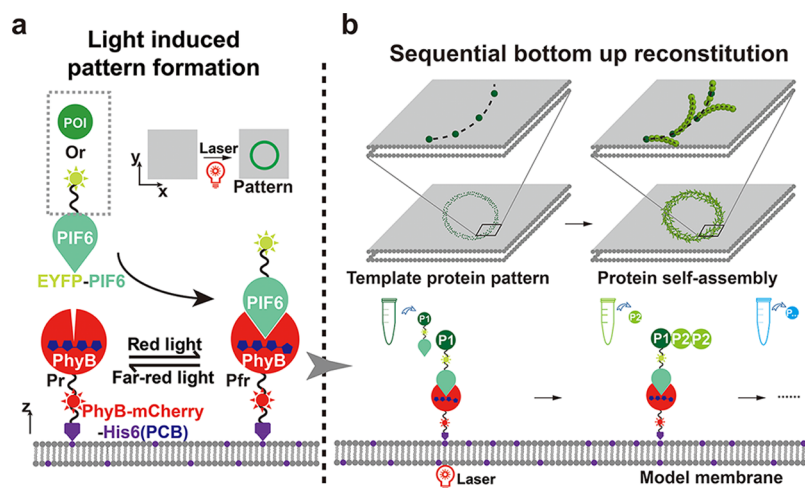 a
Light induced
pattern formation
POI
Or
y
x
Laser
Pattern
PIF6
EYFP-PIF6
PIF6
PhyB
Pr
Red light
Far-red light
PhyB
Pfr
z
PhyB-mCherry
-His6(PCB)
b
Sequential bottom up reconstitution
Template protein pattern
Protein self-assembly
P1
P1
P2
P1 P2 P2
P...
Laser
Model membrane
......